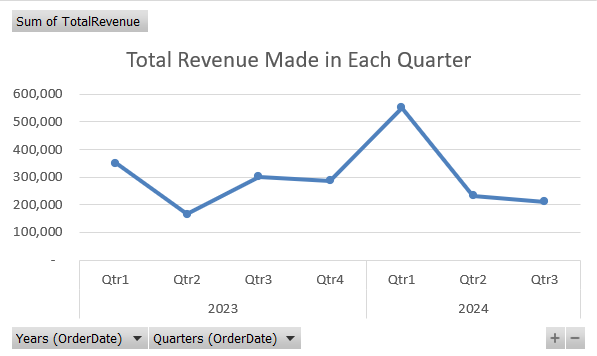 Sum of TotalRevenue
Total Revenue Made in Each Quarter
600,000
500,000
400,000
300,000
200,000
100,000
-
Qtr1 Qtr2 Qtr3 Qtr4 Qtr1 Qtr2 Qtr3
2023 2024
Years (OrderDate) Quarters (OrderDate) + -